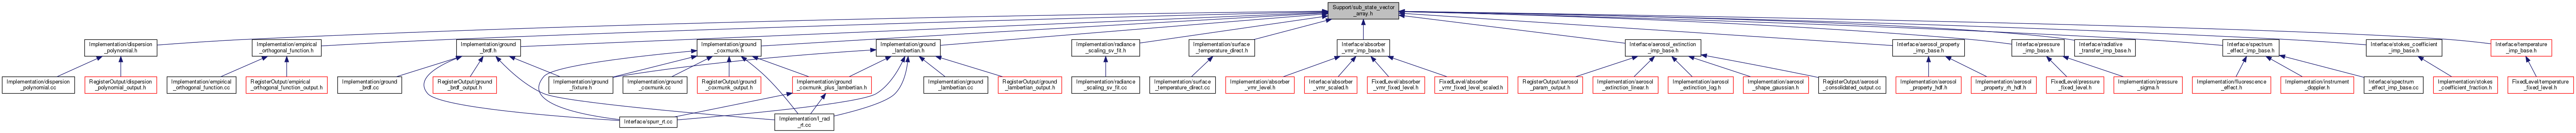 Support/sub_state_vector
_array.h
Implementation/dispersion
_polynomial.h
Implementation/empirical
_orthogonal_function.h
Implementation/ground
_brdf.h
Implementation/ground
_coxmunk.h
Implementation/ground
_lambertian.h
Implementation/radiance
_scaling_sv_fit.h
Implementation/surface
_temperature_direct.h
Interface/absorber
_vmr_imp_base.h
Interface/aerosol_extinction
_imp_base.h
Interface/aerosol_property
_imp_base.h
Interface/pressure
_imp_base.h
Interface/radiative
_transfer_imp_base.h
Interface/spectrum
_effect_imp_base.h
Interface/stokes_coefficient
_imp_base.h
Interface/temperature
_imp_base.h
Implementation/dispersion
_polynomial.cc
RegisterOutput/dispersion
_polynomial_output.h
Implementation/empirical
_orthogonal_function.cc
RegisterOutput/empirical
_orthogonal_function_output.h
Implementation/ground
_brdf.cc
RegisterOutput/ground
_brdf_output.h
Implementation/ground
_fixture.h
Implementation/ground
_coxmunk.cc
RegisterOutput/ground
_coxmunk_output.h
Implementation/ground
_coxmunk_plus_lambertian.h
Implementation/ground
_lambertian.cc
RegisterOutput/ground
_lambertian_output.h
Implementation/radiance
_scaling_sv_fit.cc
Implementation/surface
_temperature_direct.cc
Implementation/absorber
_vmr_level.h
Interface/absorber
_vmr_scaled.h
FixedLevel/absorber
_vmr_fixed_level.h
FixedLevel/absorber
_vmr_fixed_level_scaled.h
RegisterOutput/aerosol
_param_output.h
Implementation/aerosol
_extinction_linear.h
Implementation/aerosol
_extinction_log.h
Implementation/aerosol
_shape_gaussian.h
RegisterOutput/aerosol
_consolidated_output.cc
Implementation/aerosol
_property_hdf.h
Implementation/aerosol
_property_rh_hdf.h
FixedLevel/pressure
_fixed_level.h
Implementation/pressure
_sigma.h
Implementation/fluorescence
_effect.h
Implementation/instrument
_doppler.h
Interface/spectrum
_effect_imp_base.cc
Implementation/stokes
_coefficient_fraction.h
FixedLevel/temperature
_fixed_level.h
Interface/spurr_rt.cc
Implementation/l_rad
_rt.cc